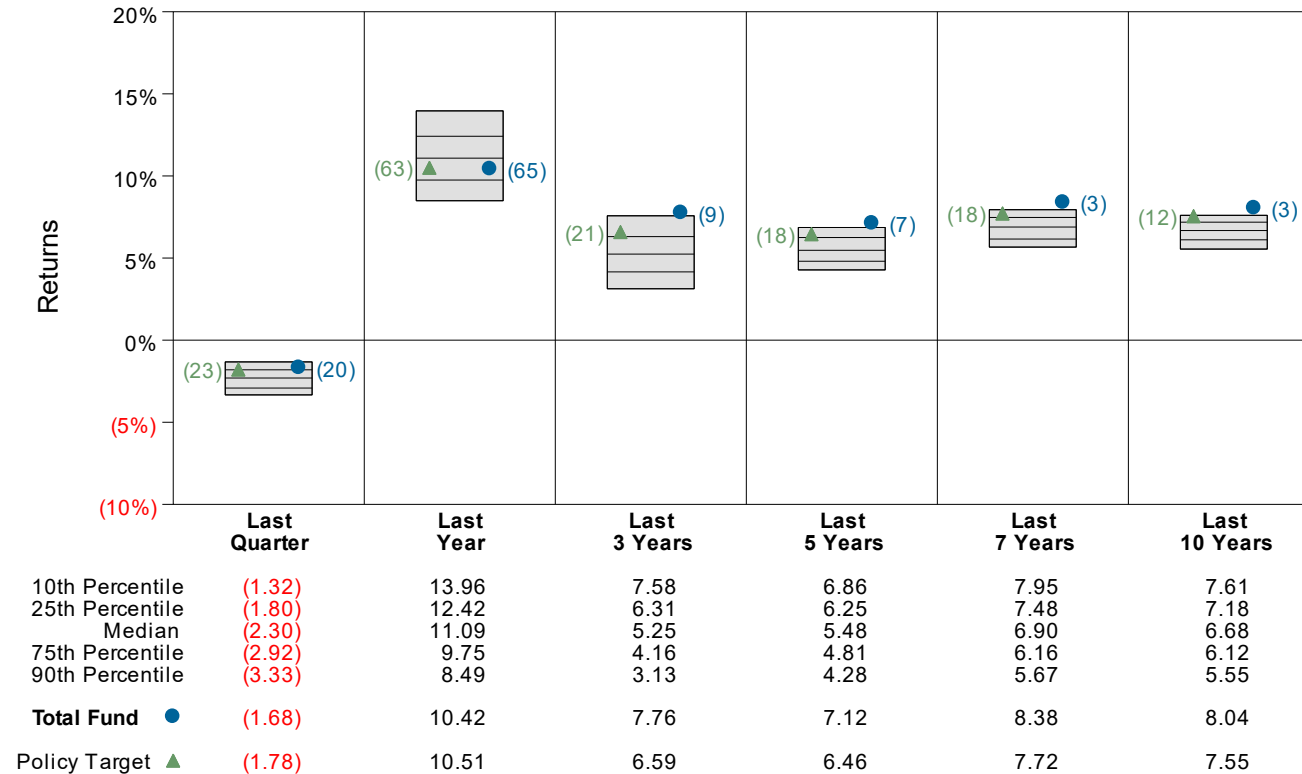 20%
15%
10%
5%
0%
(5%)
(10%)
Returns
(23) (20)
(63) (65)
(21) (9)
(18) (7)
(18) (3)
(12) (3)
Last Quarter
Last Year
Last 3 Years
Last 5 Years
Last 7 Years
Last 10 Years
10th Percentile (1.32) 13.96 7.58 6.86 7.95 7.61
25th Percentile (1.80) 12.42 6.31 6.25 7.48 7.18
Median (2.30) 11.09 5.25 5.48 6.90 6.68
75th Percentile (2.92) 9.75 4.16 4.81 6.16 6.12
90th Percentile (3.33) 8.49 3.13 4.28 5.67 5.55
Total Fund (1.68) 10.42 7.76 7.12 8.38 8.04
Policy Target (1.78) 10.51 6.59 6.46 7.72 7.55